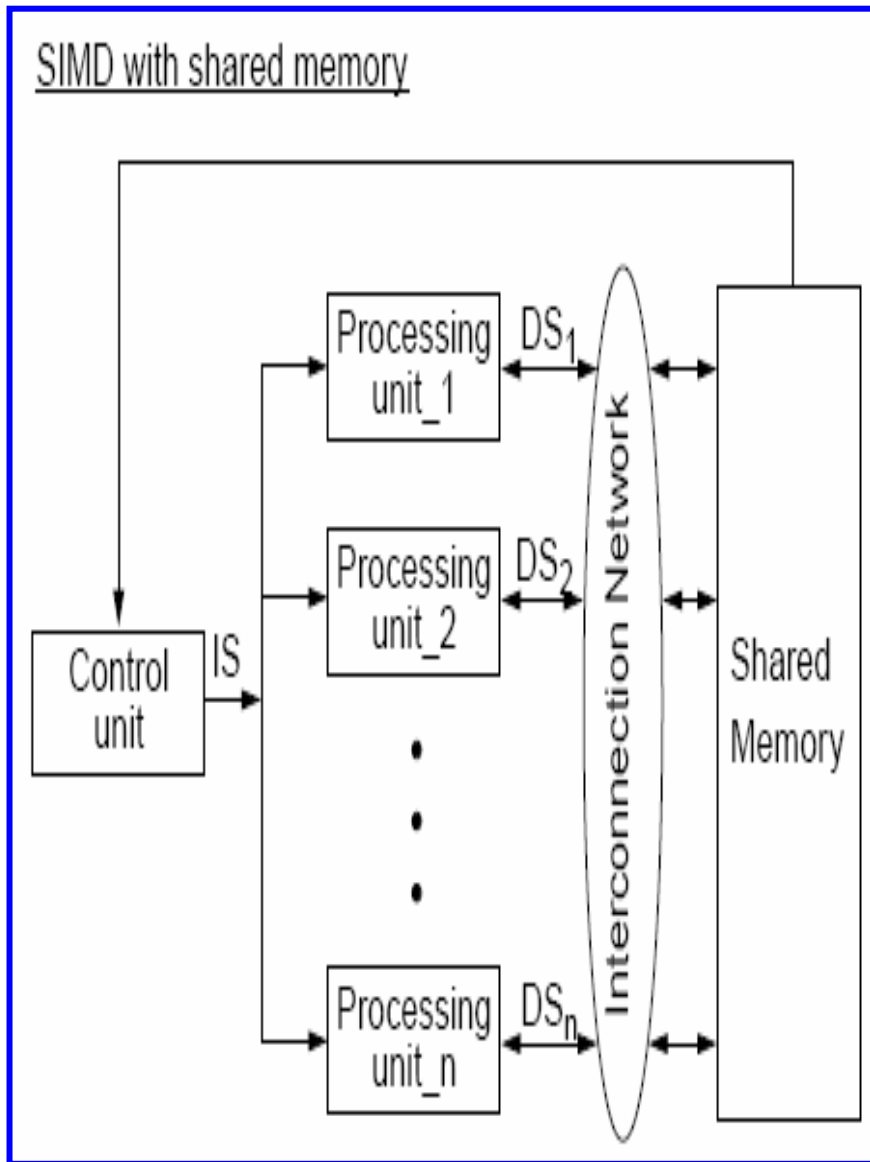 SIMD with shared memory
Processing
unit_1
DS1
Processing
unit_2
DS2
Control
unit
IS
Processing
unit_n
DSn
Interconnection Network
Shared
Memory